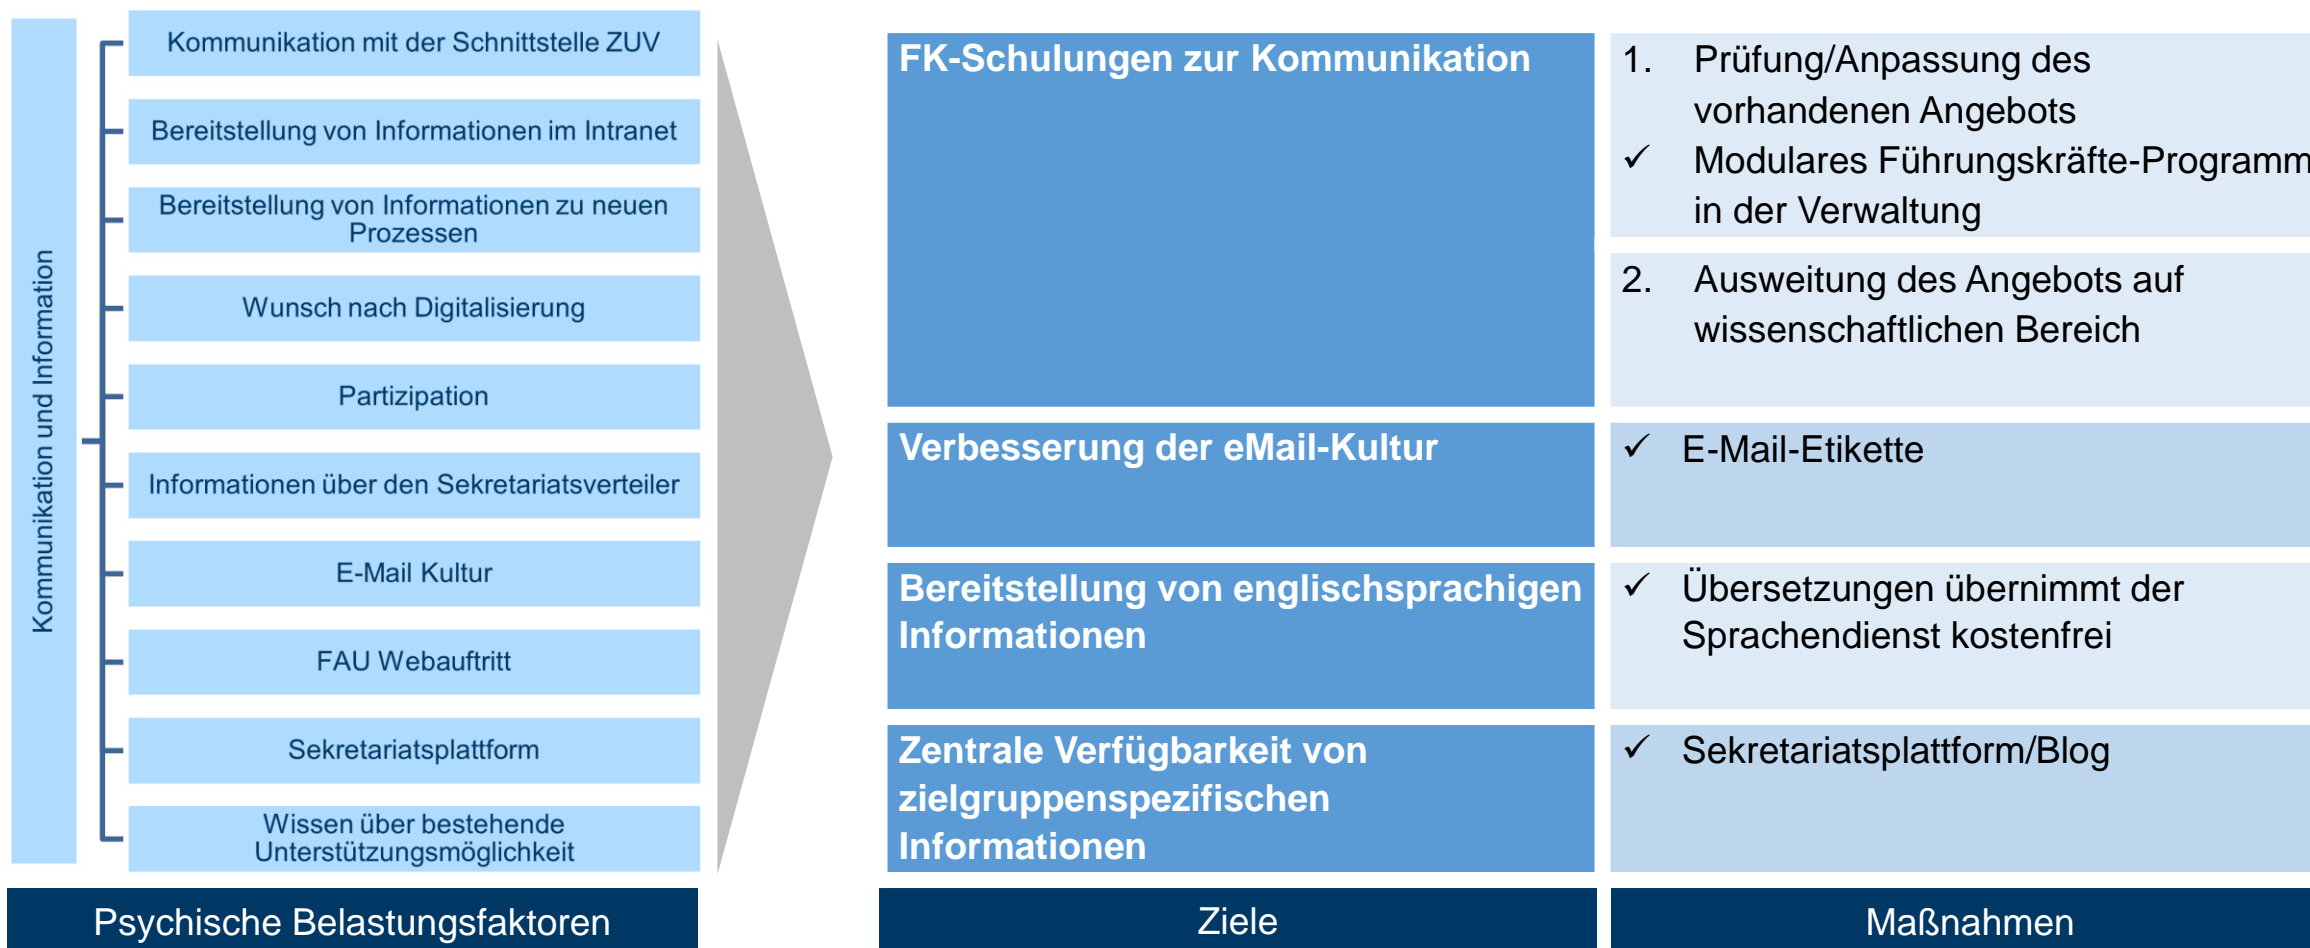 Kommunikation und Information
Kommunikation mit der Schnittstelle ZUV
Bereitstellung von Informationen im Intranet
Bereitstellung von Informationen zu neuen
Prozessen
Wunsch nach Digitalisierung
Partizipation
Informationen über den Sekretariatsverteiler
E-Mail Kultur
FAU Webauftritt
Sekretariatsplattform
Wissen über bestehende
Unterstützungsmöglichkeit
Psychische Belastungsfaktoren
FK-Schulungen zur Kommunikation
1. Prüfung/Anpassung des
vorhandenen Angebots
✓ Modulares Führungskräfte-Programm
in der Verwaltung
2. Ausweitung des Angebots auf
wissenschaftlichen Bereich
Verbesserung der eMail-Kultur
✓ E-Mail-Etikette
Bereitstellung von englischsprachigen
Informationen
✓ Übersetzungen übernimmt der
Sprachendienst kostenfrei
Zentrale Verfügbarkeit von
zielgruppenspezifischen
Informationen
✓ Sekretariatsplattform/Blog
Ziele
Maßnahmen